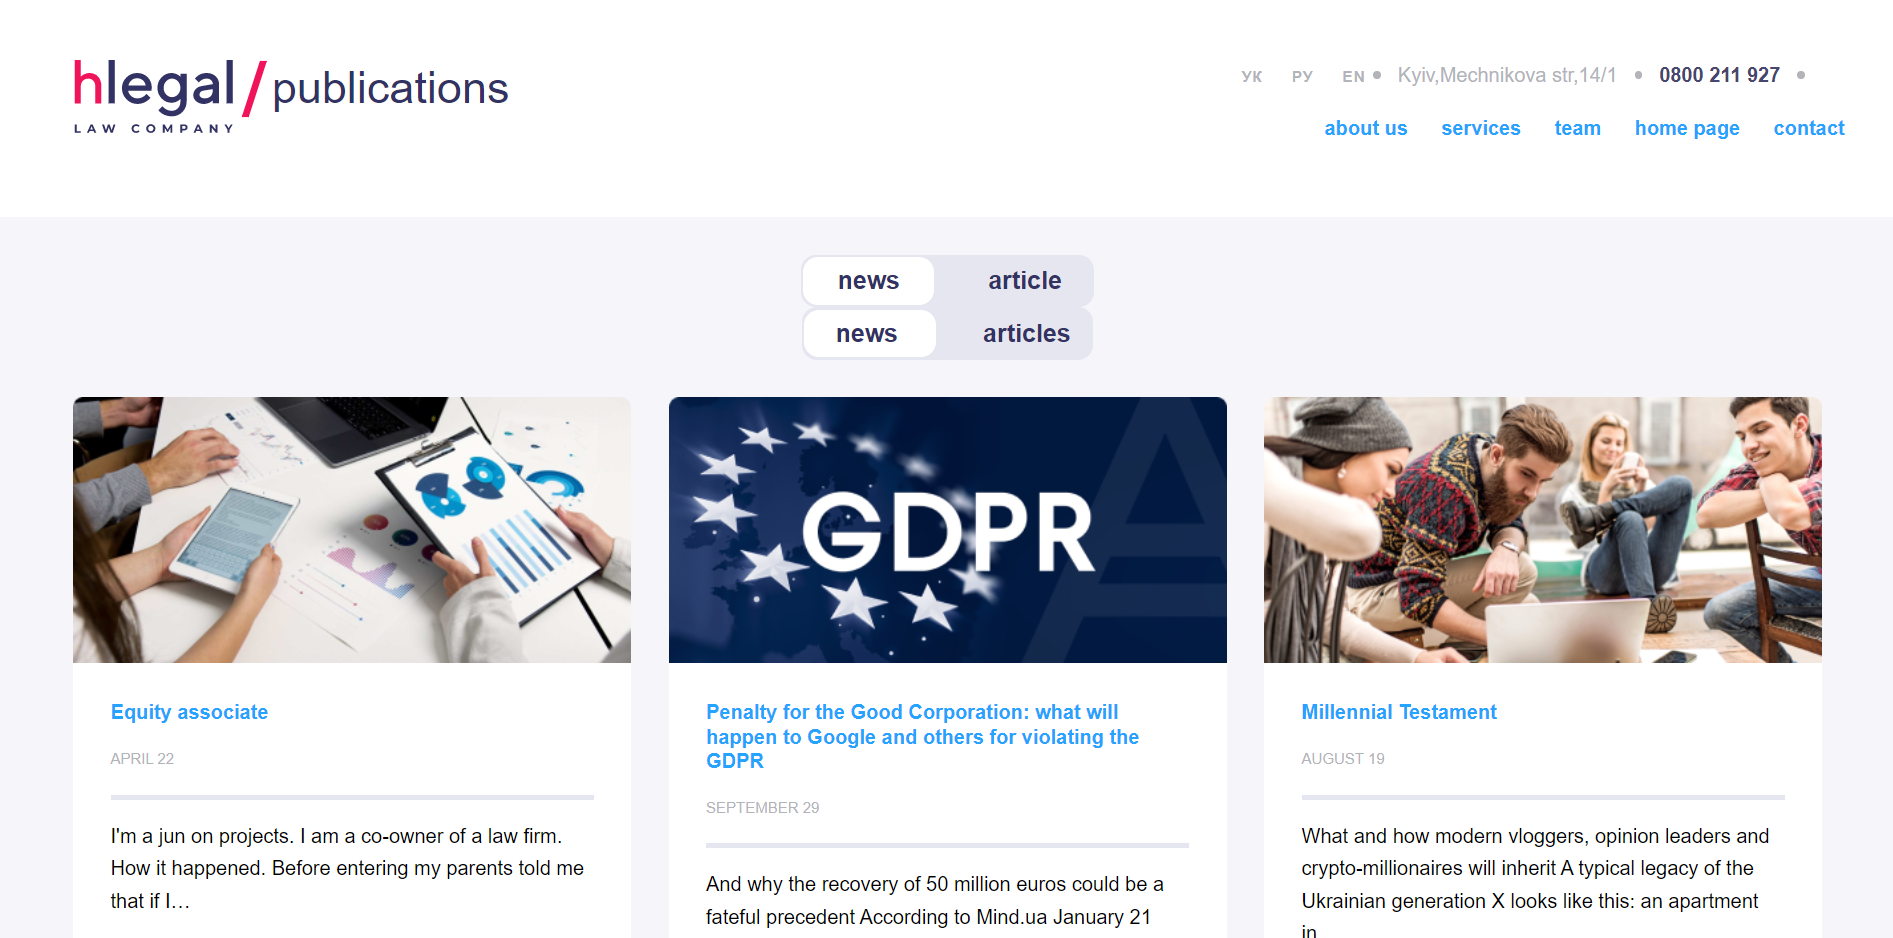 hlegal/publications
LAW COMPANY
УК РУ EN • Kyiv,Mechnikova str,14/1 • 0800 211 927 •
about us services team home page contact
news article
news articles
GDPR
Equity associate
APRIL 22
I'm a jun on projects. I am a co-owner of a law firm.
How it happened. Before entering my parents told me
that if I…
Penalty for the Good Corporation: what will
happen to Google and others for violating the
GDPR
SEPTEMBER 29
And why the recovery of 50 million euros could be a
fateful precedent According to Mind.ua January 21
Millennial Testament
AUGUST 19
What and how modern vloggers, opinion leaders and
crypto-millionaires will inherit A typical legacy of the
Ukrainian generation X looks like this: an apartment
in